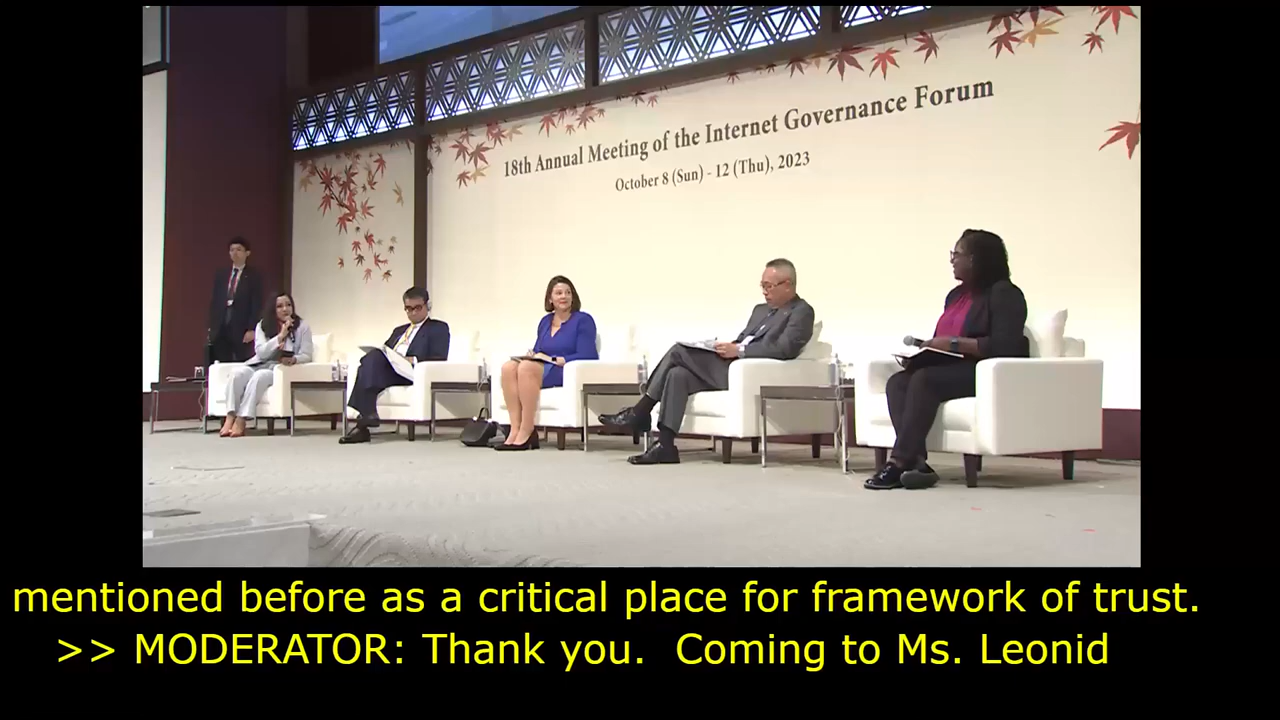 18th Annual Meeting of the Internet Governance Forum
October 8 (Sun) - 12 (Thu), 2023
mentioned before as a critical place for framework of trust.
>> MODERATOR: Thank you.  Coming to Ms. Leonid